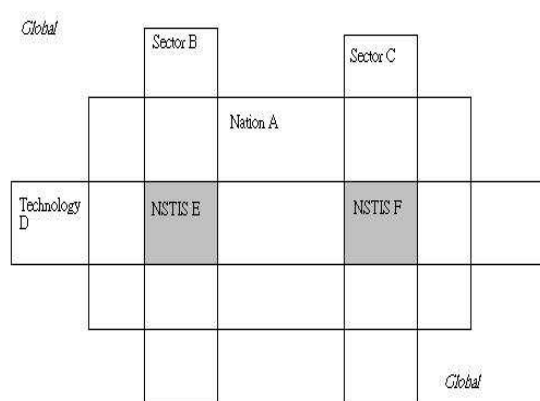 Global
Sector B
Sector C
Nation A
Technology
D
NSTIS E
NSTIS F
Global